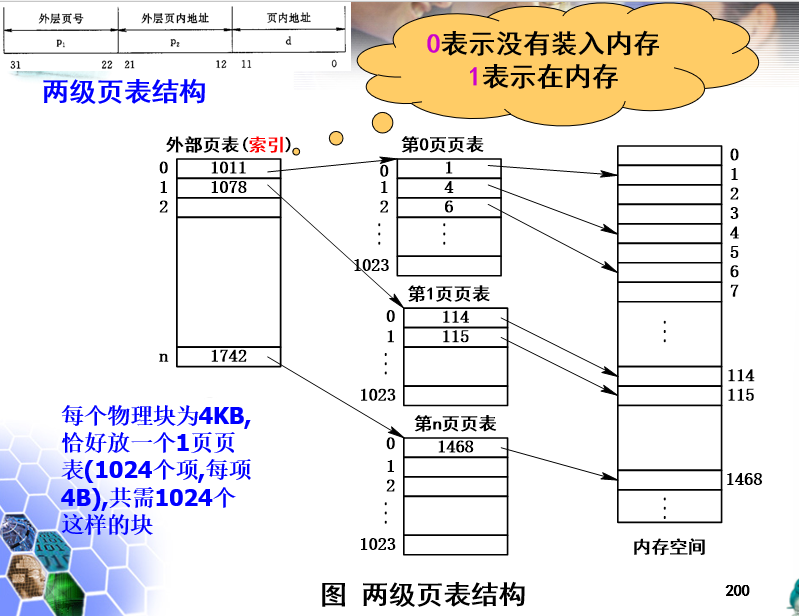 外层页号 外层页内地址 页内地址
P₁ P₂ d
31 22 21 12 11 0
两级页表结构
0表示没有装入内存
1表示在内存
外部页表(索引)
0 1011
1 1078
2
n 1742
第0页页表
0 1
1 4
2 6
⋮ ⋮
1023
第1页页表
0 114
1 115
⋮
1023
第n页页表
0 1468
1
2
⋮
1023
0
1
2
3
4
5
6
7
⋮
114
115
1468
⋮
内存空间
每个物理块为4KB,
恰好放一个1页页
表(1024个项,每项
4B),共需1024个
这样的块
图 两级页表结构
200